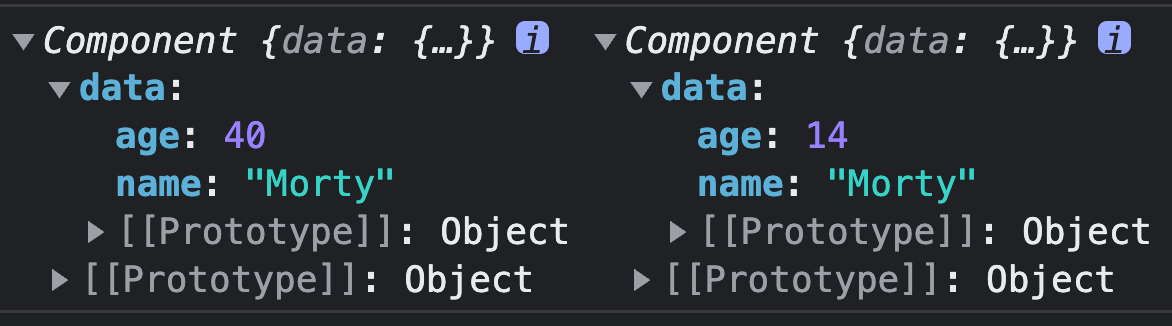 ▼Component {data: {…}} i ▼Component {data: {…}} i
▼data: ▼data:
age: 40 age: 14
name: "Morty" name: "Morty"
▶[[Prototype]]: Object ▶[[Prototype]]: Object
▶[[Prototype]]: Object ▶[[Prototype]]: Object